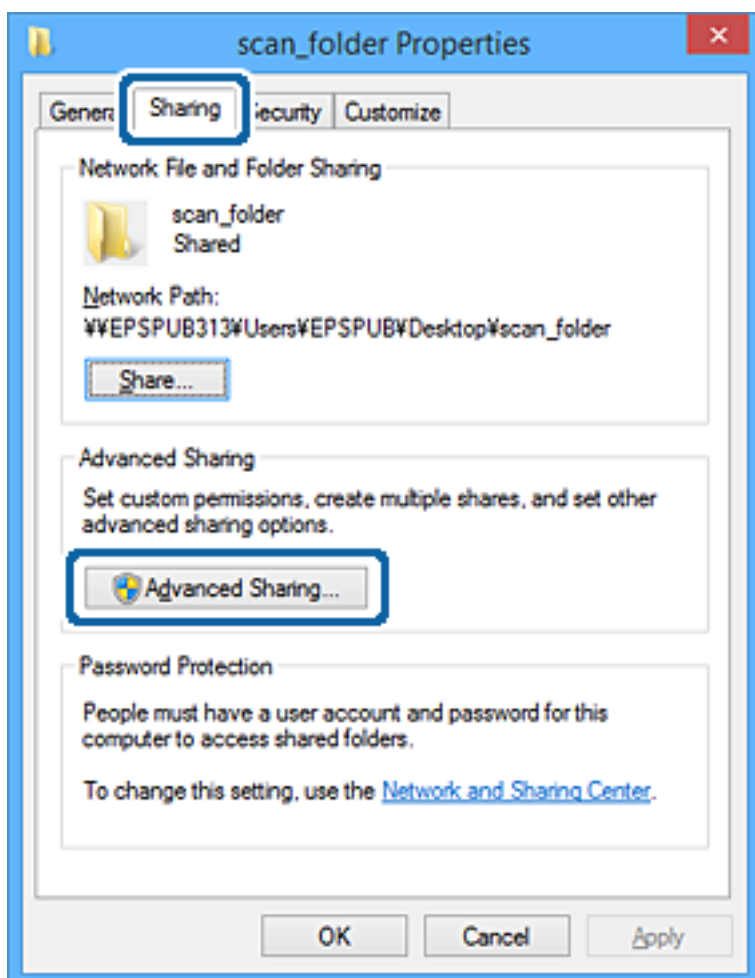 scan_folder Properties
Sharing
Customize
Network File and Folder Sharing
scan_folder
Shared
Network Path:
¥¥EPSPUB313¥Users¥EPSPUB¥Desktop¥scan_folder
Share...
Advanced Sharing
Set custom permissions, create multiple shares, and set other
advanced sharing options.
Advanced Sharing...
Password Protection
People must have a user account and password for this
computer to access shared folders.
To change this setting, use the Network and Sharing Center.
OK
Cancel
Apply